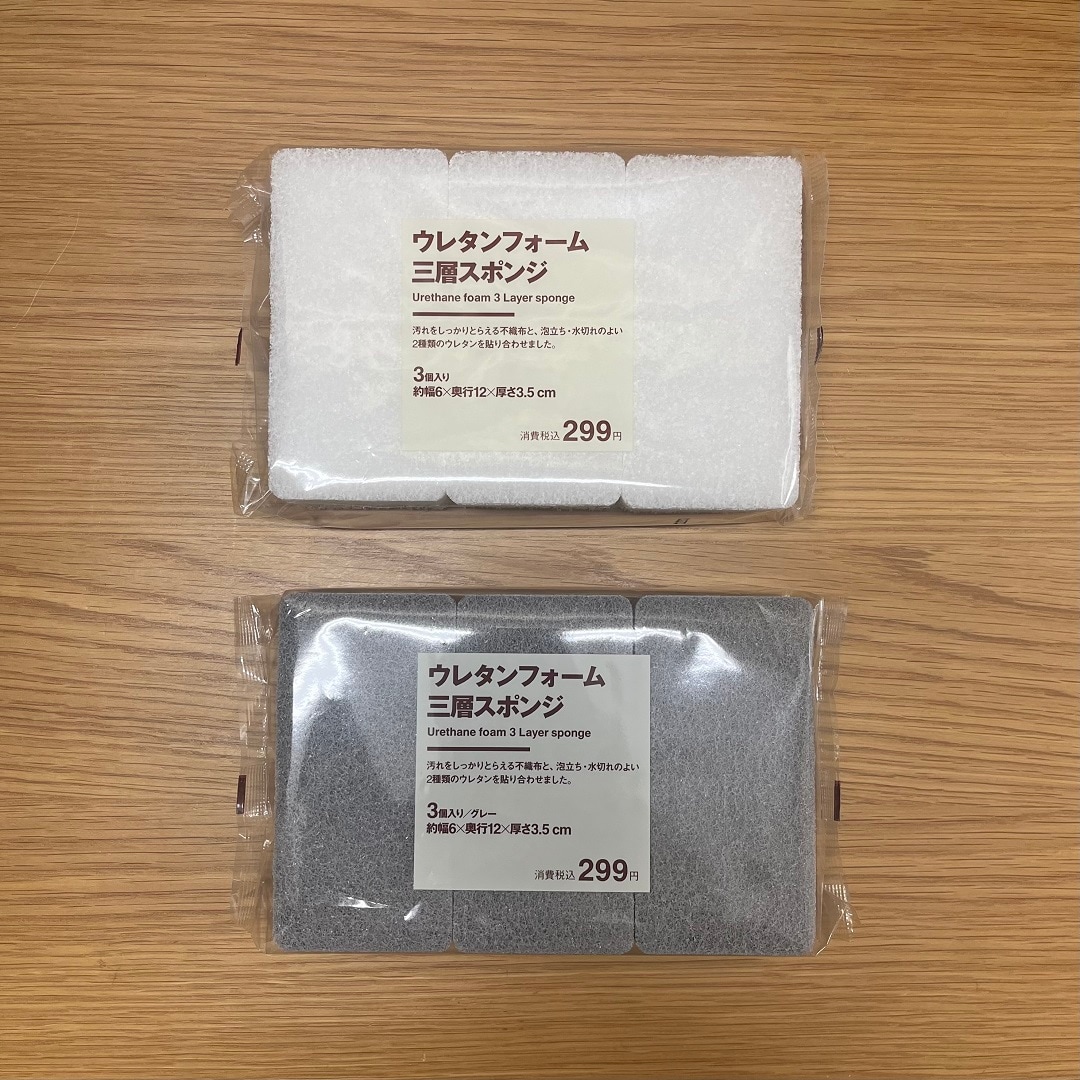 ウレタンフォーム
三層スポンジ
Urethane foam 3 Layer sponge
汚れをしっかりとらえる不織布と、泡立ち・水切れのよい
2種類のウレタンを貼り合わせました。
3個入り
約幅6×奥行12×厚さ3.5 cm
消費税込299円
ウレタンフォーム
三層スポンジ
Urethane foam 3 Layer sponge
汚れをしっかりとらえる不織布と、泡立ち・水切れのよい
2種類のウレタンを貼り合わせました。
3個入り/グレー
約幅6×奥行12×厚さ3.5 cm
消費税込299円